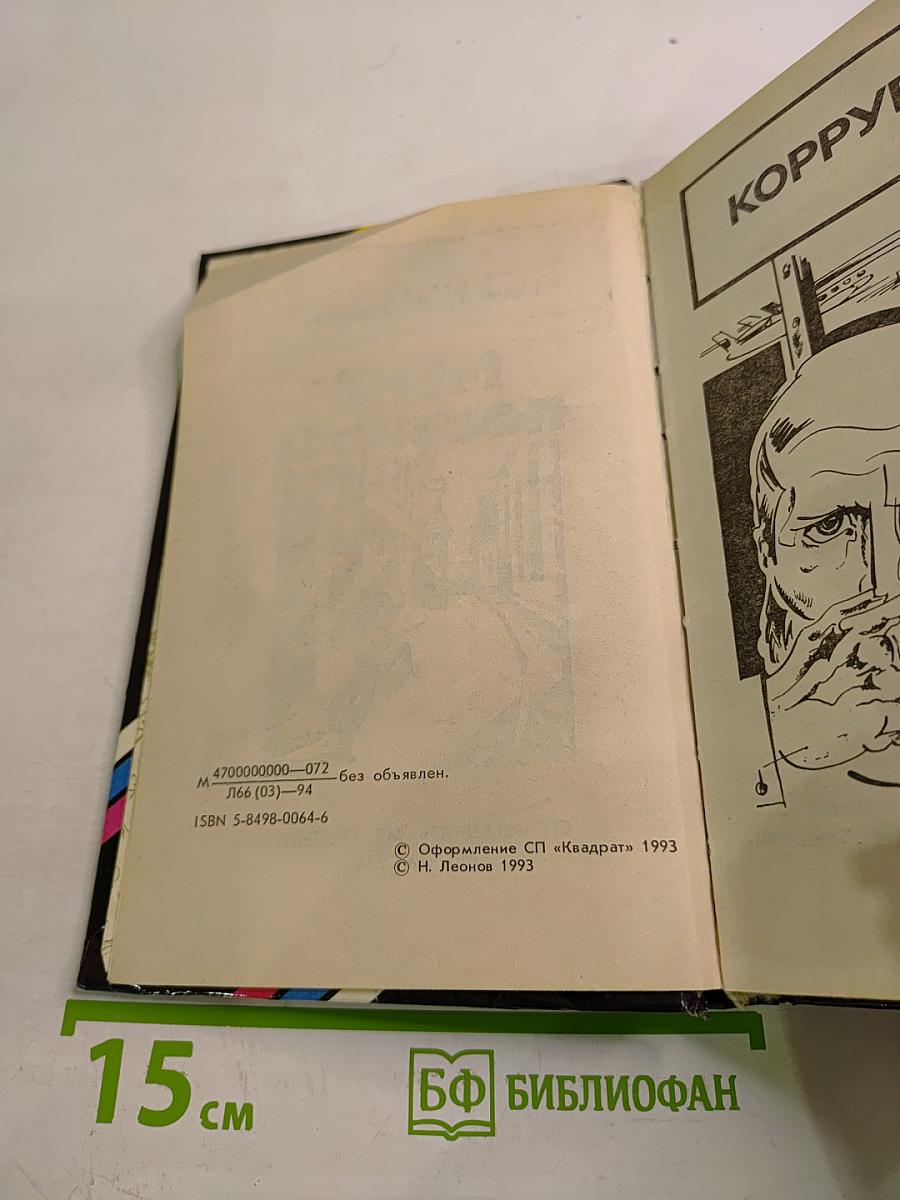 М 4700000000—072 без объявлен.
Л66 (03)—94
ISBN 5-8498-0064-6
© Оформление СП «Квадрат» 1993
© Н. Леонов 1993
15 см
БФ БИБЛИОФАН